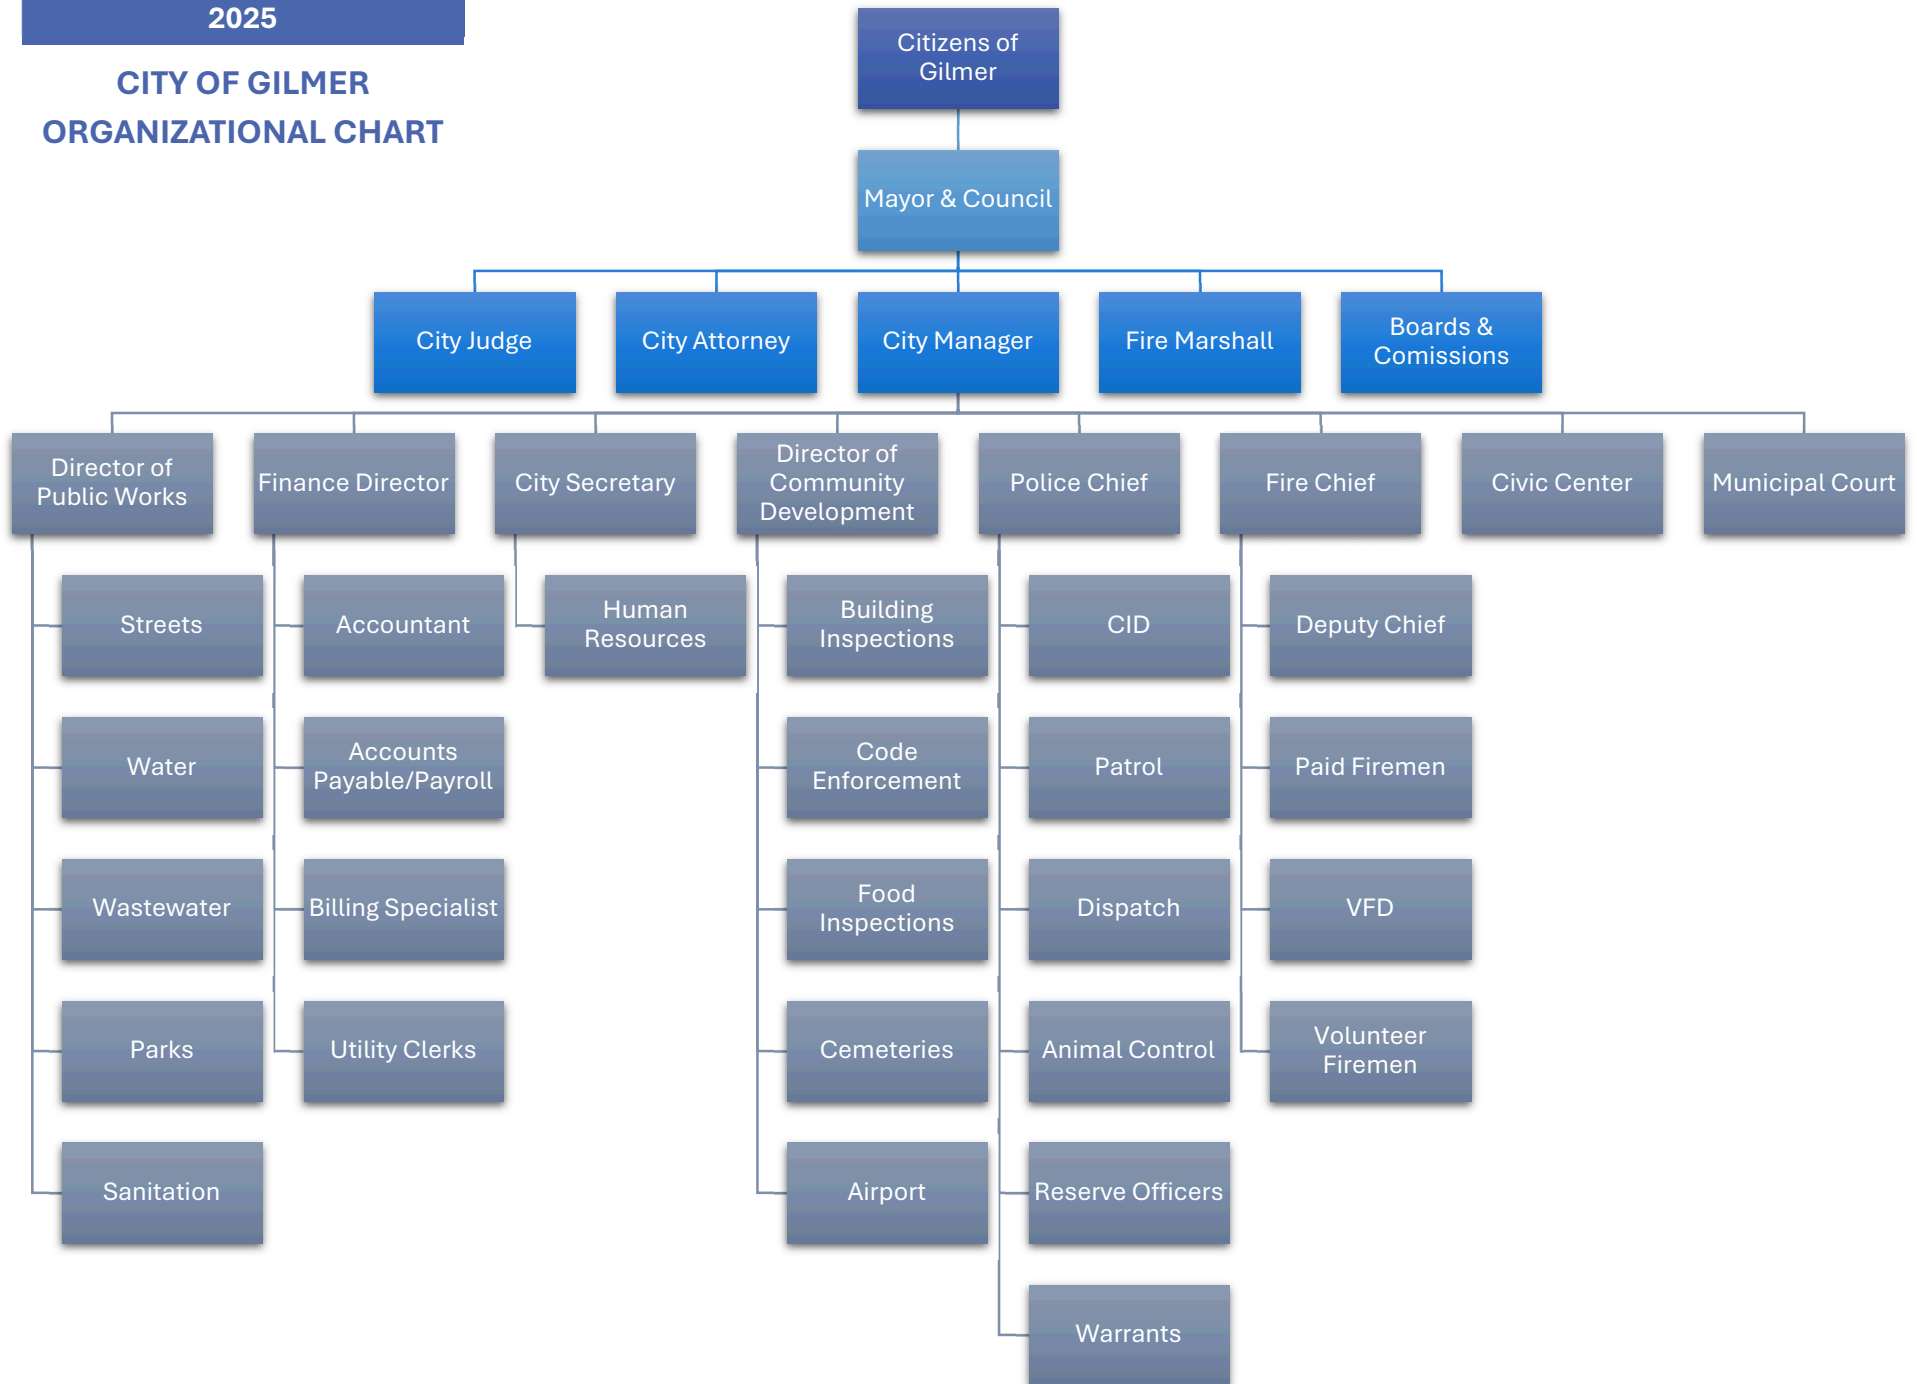 2025
CITY OF GILMER
ORGANIZATIONAL CHART
Citizens of
Gilmer
Mayor & Council
City Judge
City Attorney
City Manager
Fire Marshall
Boards &
Comissions
Director of
Public Works
Finance Director
City Secretary
Director of
Community
Development
Police Chief
Fire Chief
Civic Center
Municipal Court
Streets
Water
Wastewater
Parks
Sanitation
Accountant
Accounts
Payable/Payroll
Billing Specialist
Utility Clerks
Human
Resources
Building
Inspections
Code
Enforcement
Food
Inspections
Cemeteries
Airport
CID
Patrol
Dispatch
Animal Control
Reserve Officers
Warrants
Deputy Chief
Paid Firemen
VFD
Volunteer
Firemen